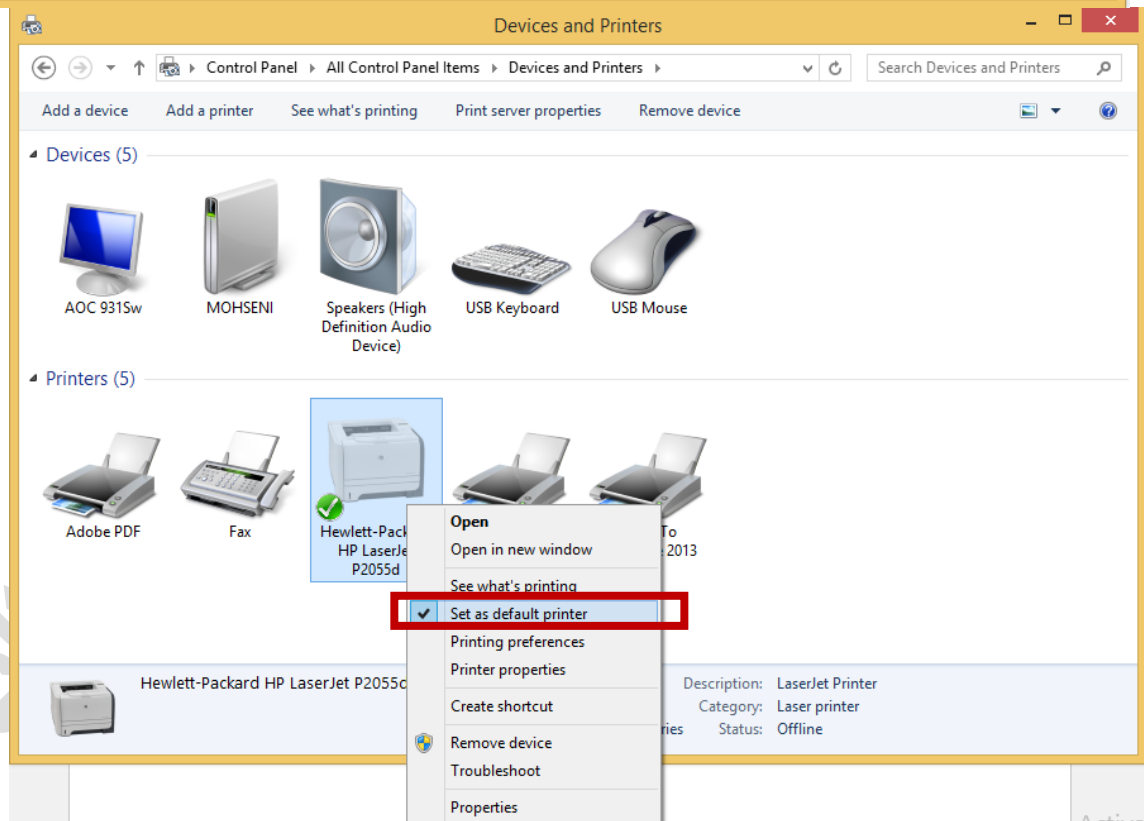 Devices and Printers
Control Panel All Control Panel Items Devices and Printers
Search Devices and Printers
Add a device Add a printer See what's printing Print server properties Remove device
Devices (5)
AOC 931Sw
MOHSENI
Speakers (High
Definition Audio
Device)
USB Keyboard
USB Mouse
Printers (5)
Adobe PDF
Fax
Hewlett-Pack
HP LaserJe
P2055d
To
2013
Open
Open in new window
See what's printing
Set as default printer
Printing preferences
Printer properties
Create shortcut
Remove device
Troubleshoot
Properties
Hewlett-Packard HP LaserJet P2055d
Description: LaserJet Printer
Category: Laser printer
ries Status: Offline